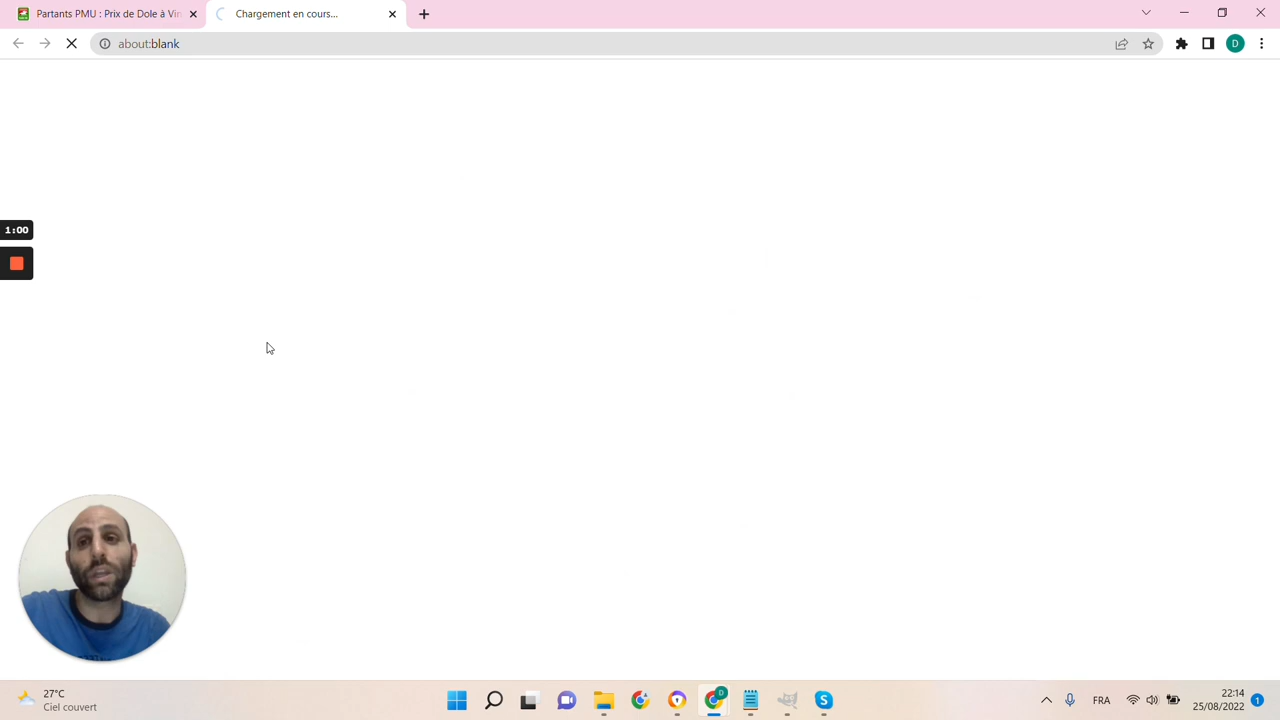 Partants PMU : Prix de Dole à Vin
Chargement en cours...
about:blank
D
1:00
27°C
Ciel couvert
D
S
FRA
22:14
25/08/2022
1